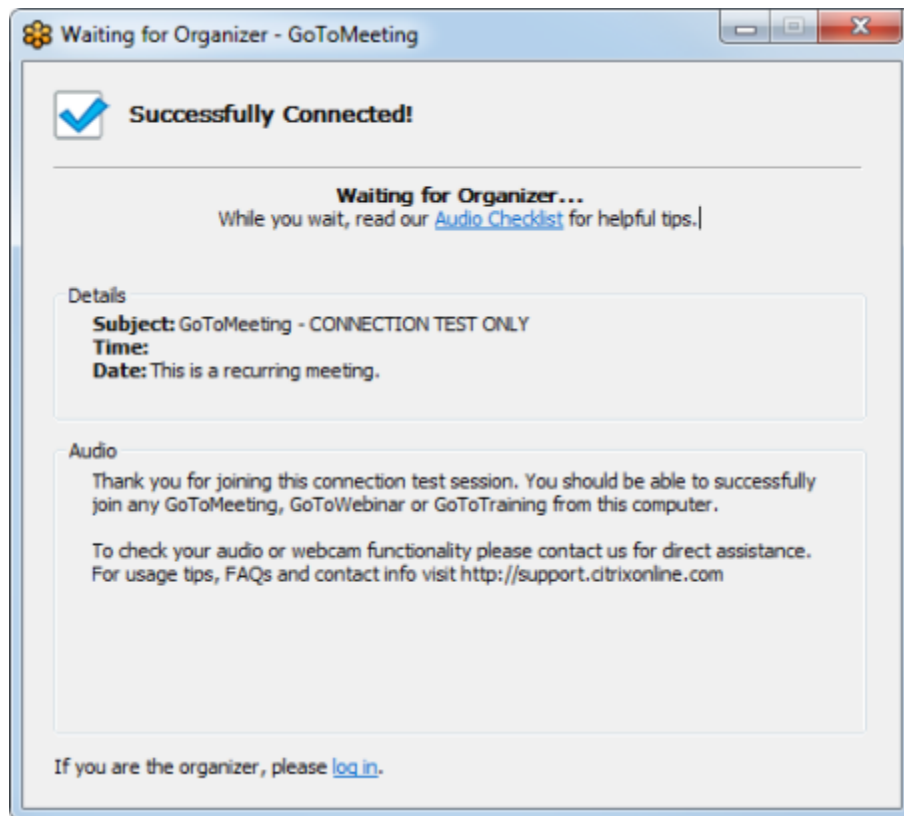 Waiting for Organizer - GoToMeeting
Successfully Connected!
Waiting for Organizer...
While you wait, read our Audio Checklist for helpful tips.
Details
Subject: GoToMeeting - CONNECTION TEST ONLY
Time:
Date: This is a recurring meeting.
Audio
Thank you for joining this connection test session. You should be able to successfully
join any GoToMeeting, GoToWebinar or GoToTraining from this computer.
To check your audio or webcam functionality please contact us for direct assistance.
For usage tips, FAQs and contact info visit http://support.citrixonline.com
If you are the organizer, please log in.